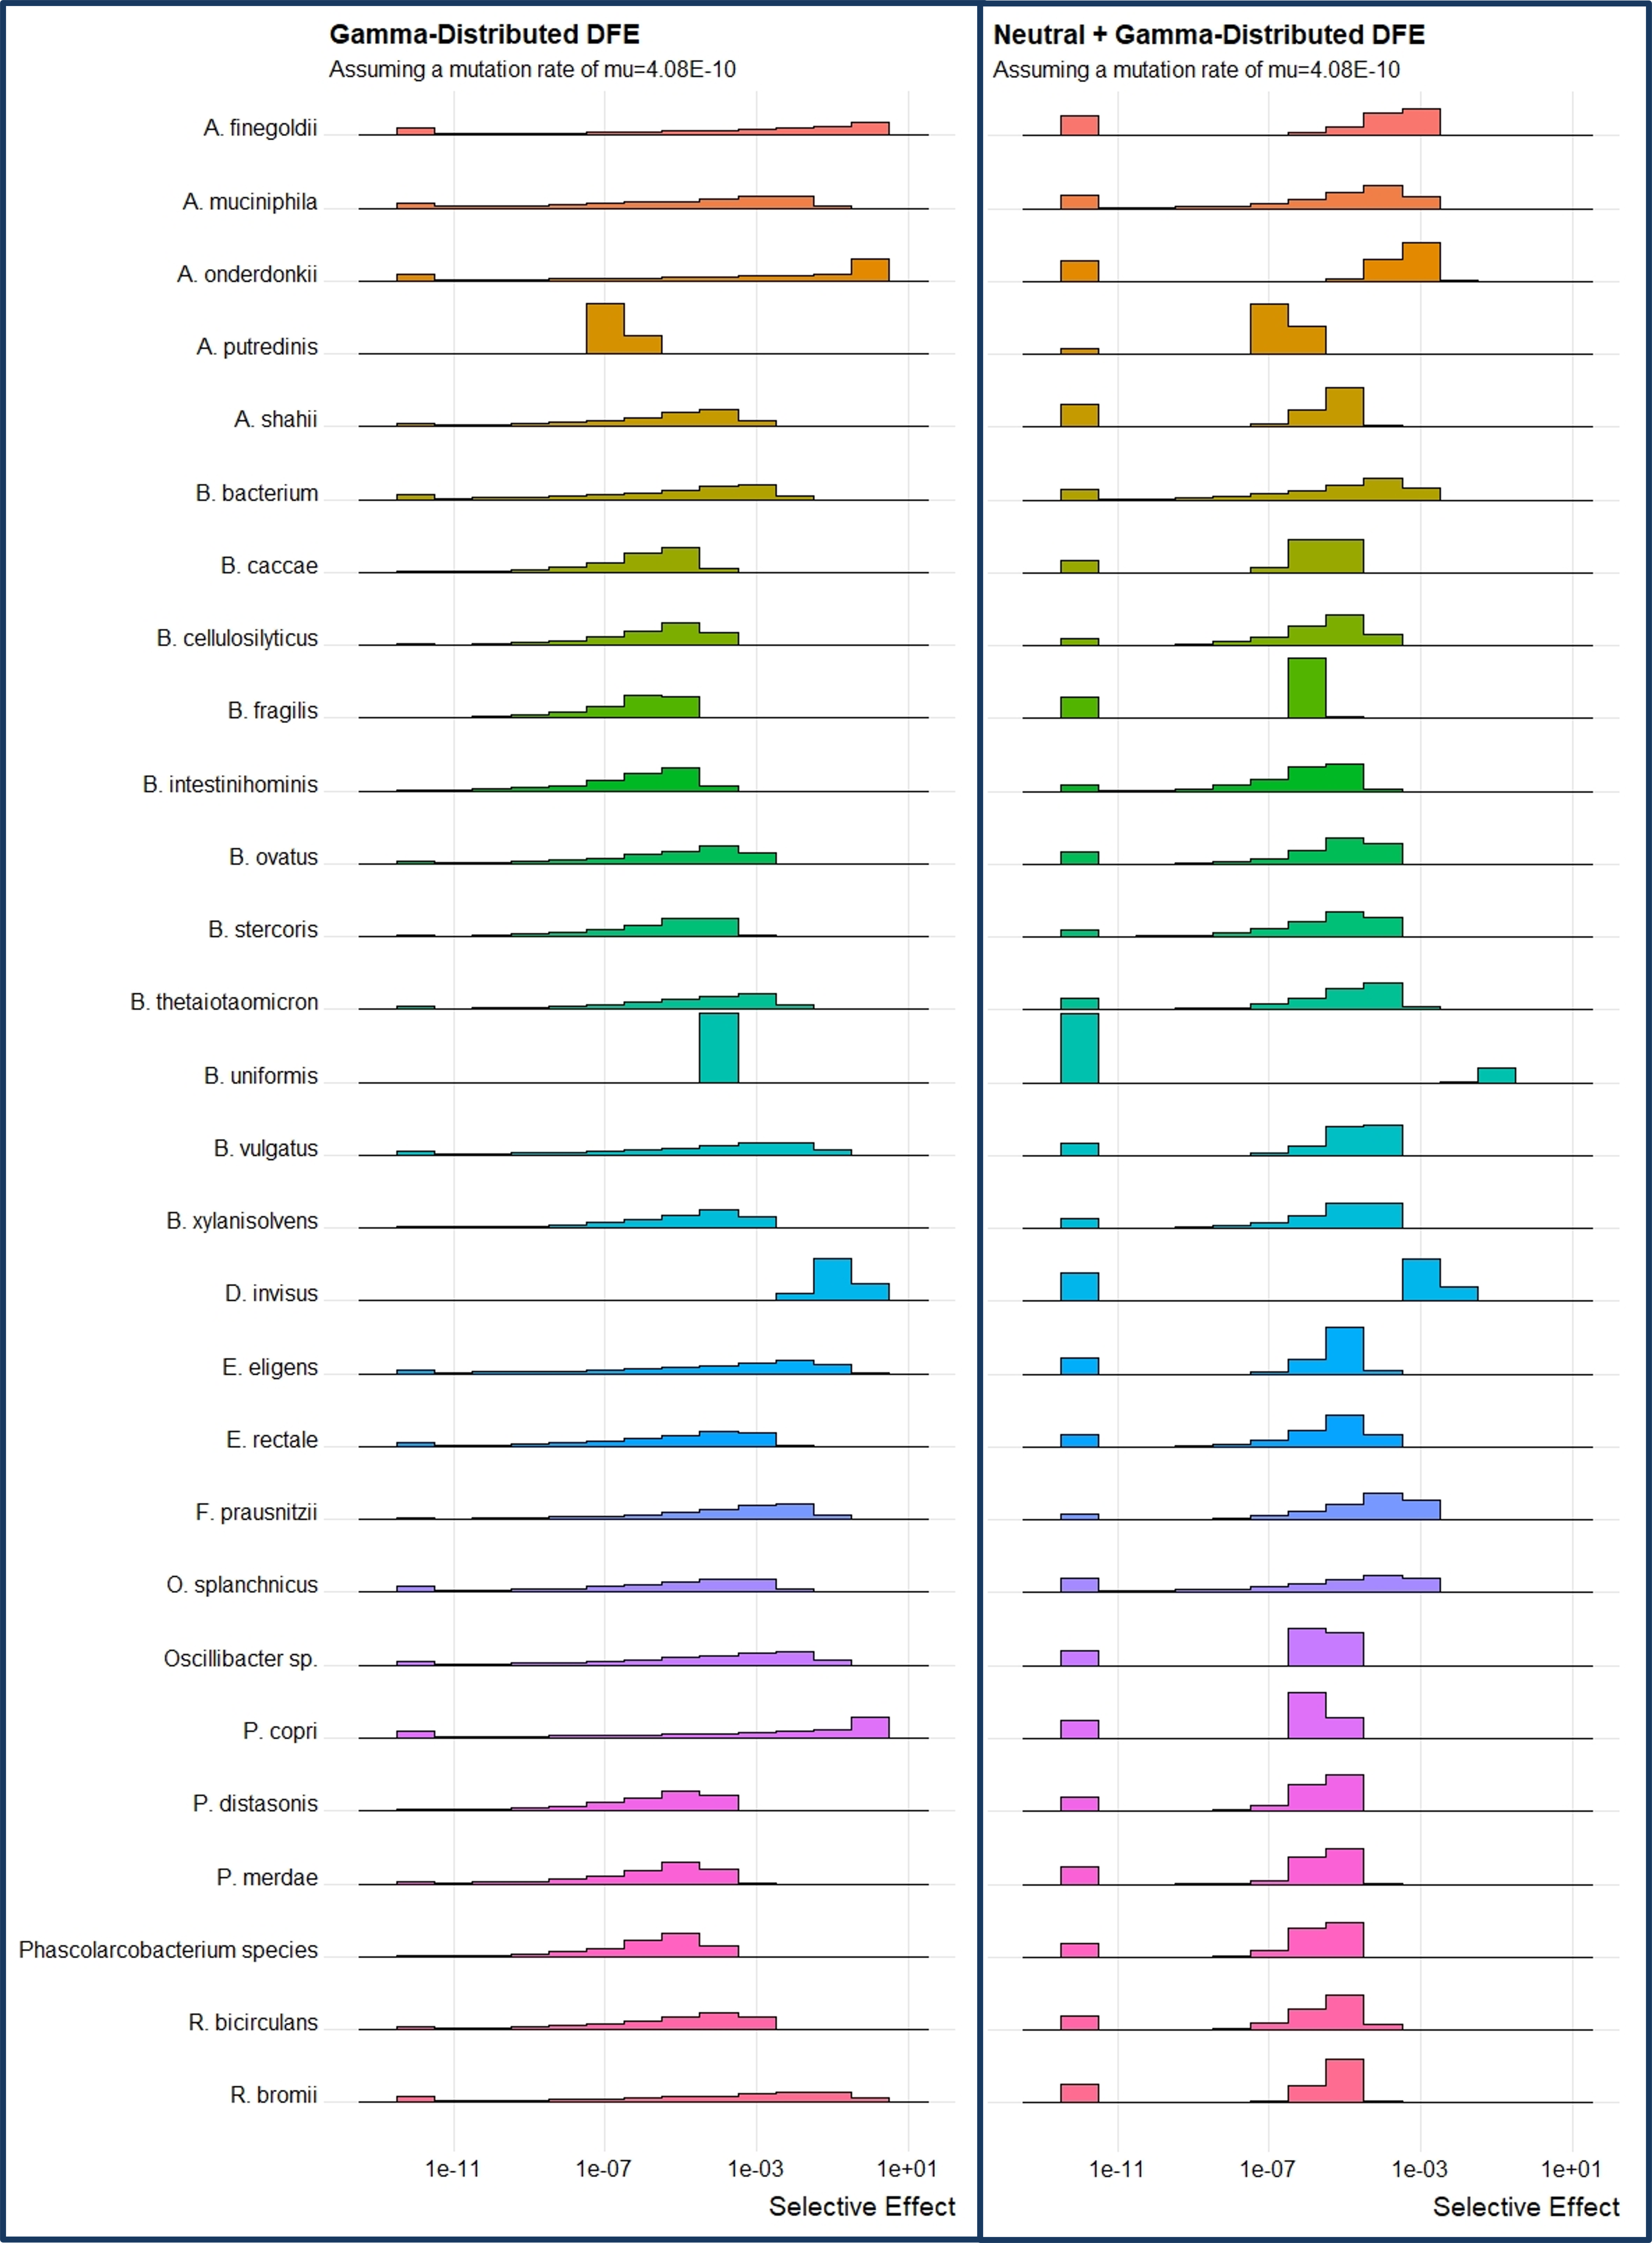 Gamma-Distributed DFE
Assuming a mutation rate of mu=4.08E-10
A. finegoldii
A. muciniphila
A. onderdonkii
A. putredinis
A. shahii
B. bacterium
B. caccae
B. cellulosilyticus
B. fragilis
B. intestinihominis
B. ovatus
B. stercoris
B. thetaiotaomicron
B. uniformis
B. vulgatus
B. xylanisolvens
D. invisus
E. eligens
E. rectale
F. prausnitzii
O. splanchnicus
Oscillibacter sp.
P. copri
P. distasonis
P. merdae
Phascolarcobacterium species
R. bicirculans
R. bromii
1e-11 1e-07 1e-03 1e+01
Selective Effect
Neutral + Gamma-Distributed DFE
Assuming a mutation rate of mu=4.08E-10
1e-11 1e-07 1e-03 1e+01
Selective Effect